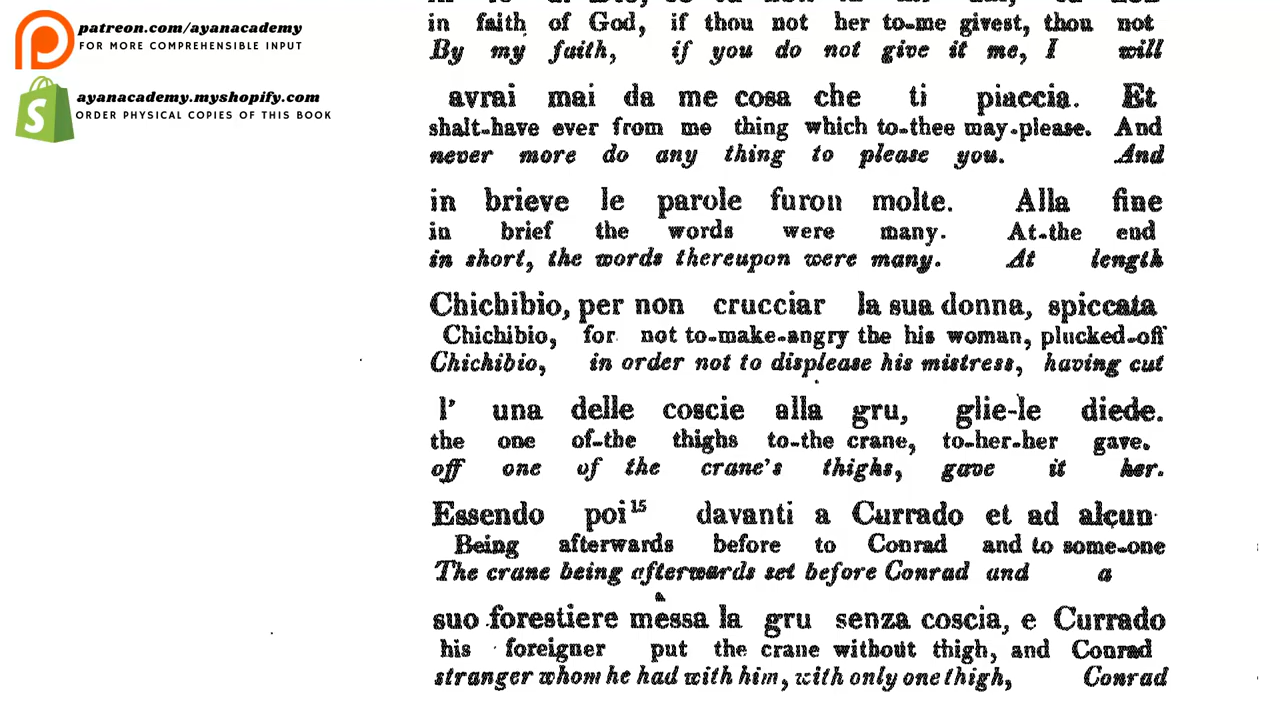 patreon.com/ayanacademy
FOR MORE COMPREHENSIBLE INPUT
ayanacademy.myshopify.com
ORDER PHYSICAL COPIES OF THIS BOOK
in faith of God, if thou not her to-me givest, thou not
By my faith, if you do not give it me, I will
avrai mai da me cosa che ti piaccia. Et
shalt-have ever from me thing which to-thee may-please. And
never more do any thing to please you. And
in brieve le parole furon molte. Alla fine
in brief the words were many. At-the end
in short, the words thereupon were many. At length
Chichibio, per non crucciar la sua donna, spiccata
Chichibio, for not to-make-angry the his woman, plucked-off
Chichibio, in order not to displease his mistress, having cut
l' una delle coscie alla gru, glie-le diede.
the one of-the thighs to-the crane, to-her-her gave.
off one of the crane's thighs, gave it her.
Essendo poi15 davanti a Currado et ad alcun
Being afterwards before to Conrad and to some-one
The crane being afterwards set before Conrad and a
suo forestiere messa la gru senza coscia, e Currado
his foreigner put the crane without thigh, and Conrad
stranger whom he had with him, with only one thigh, Conrad